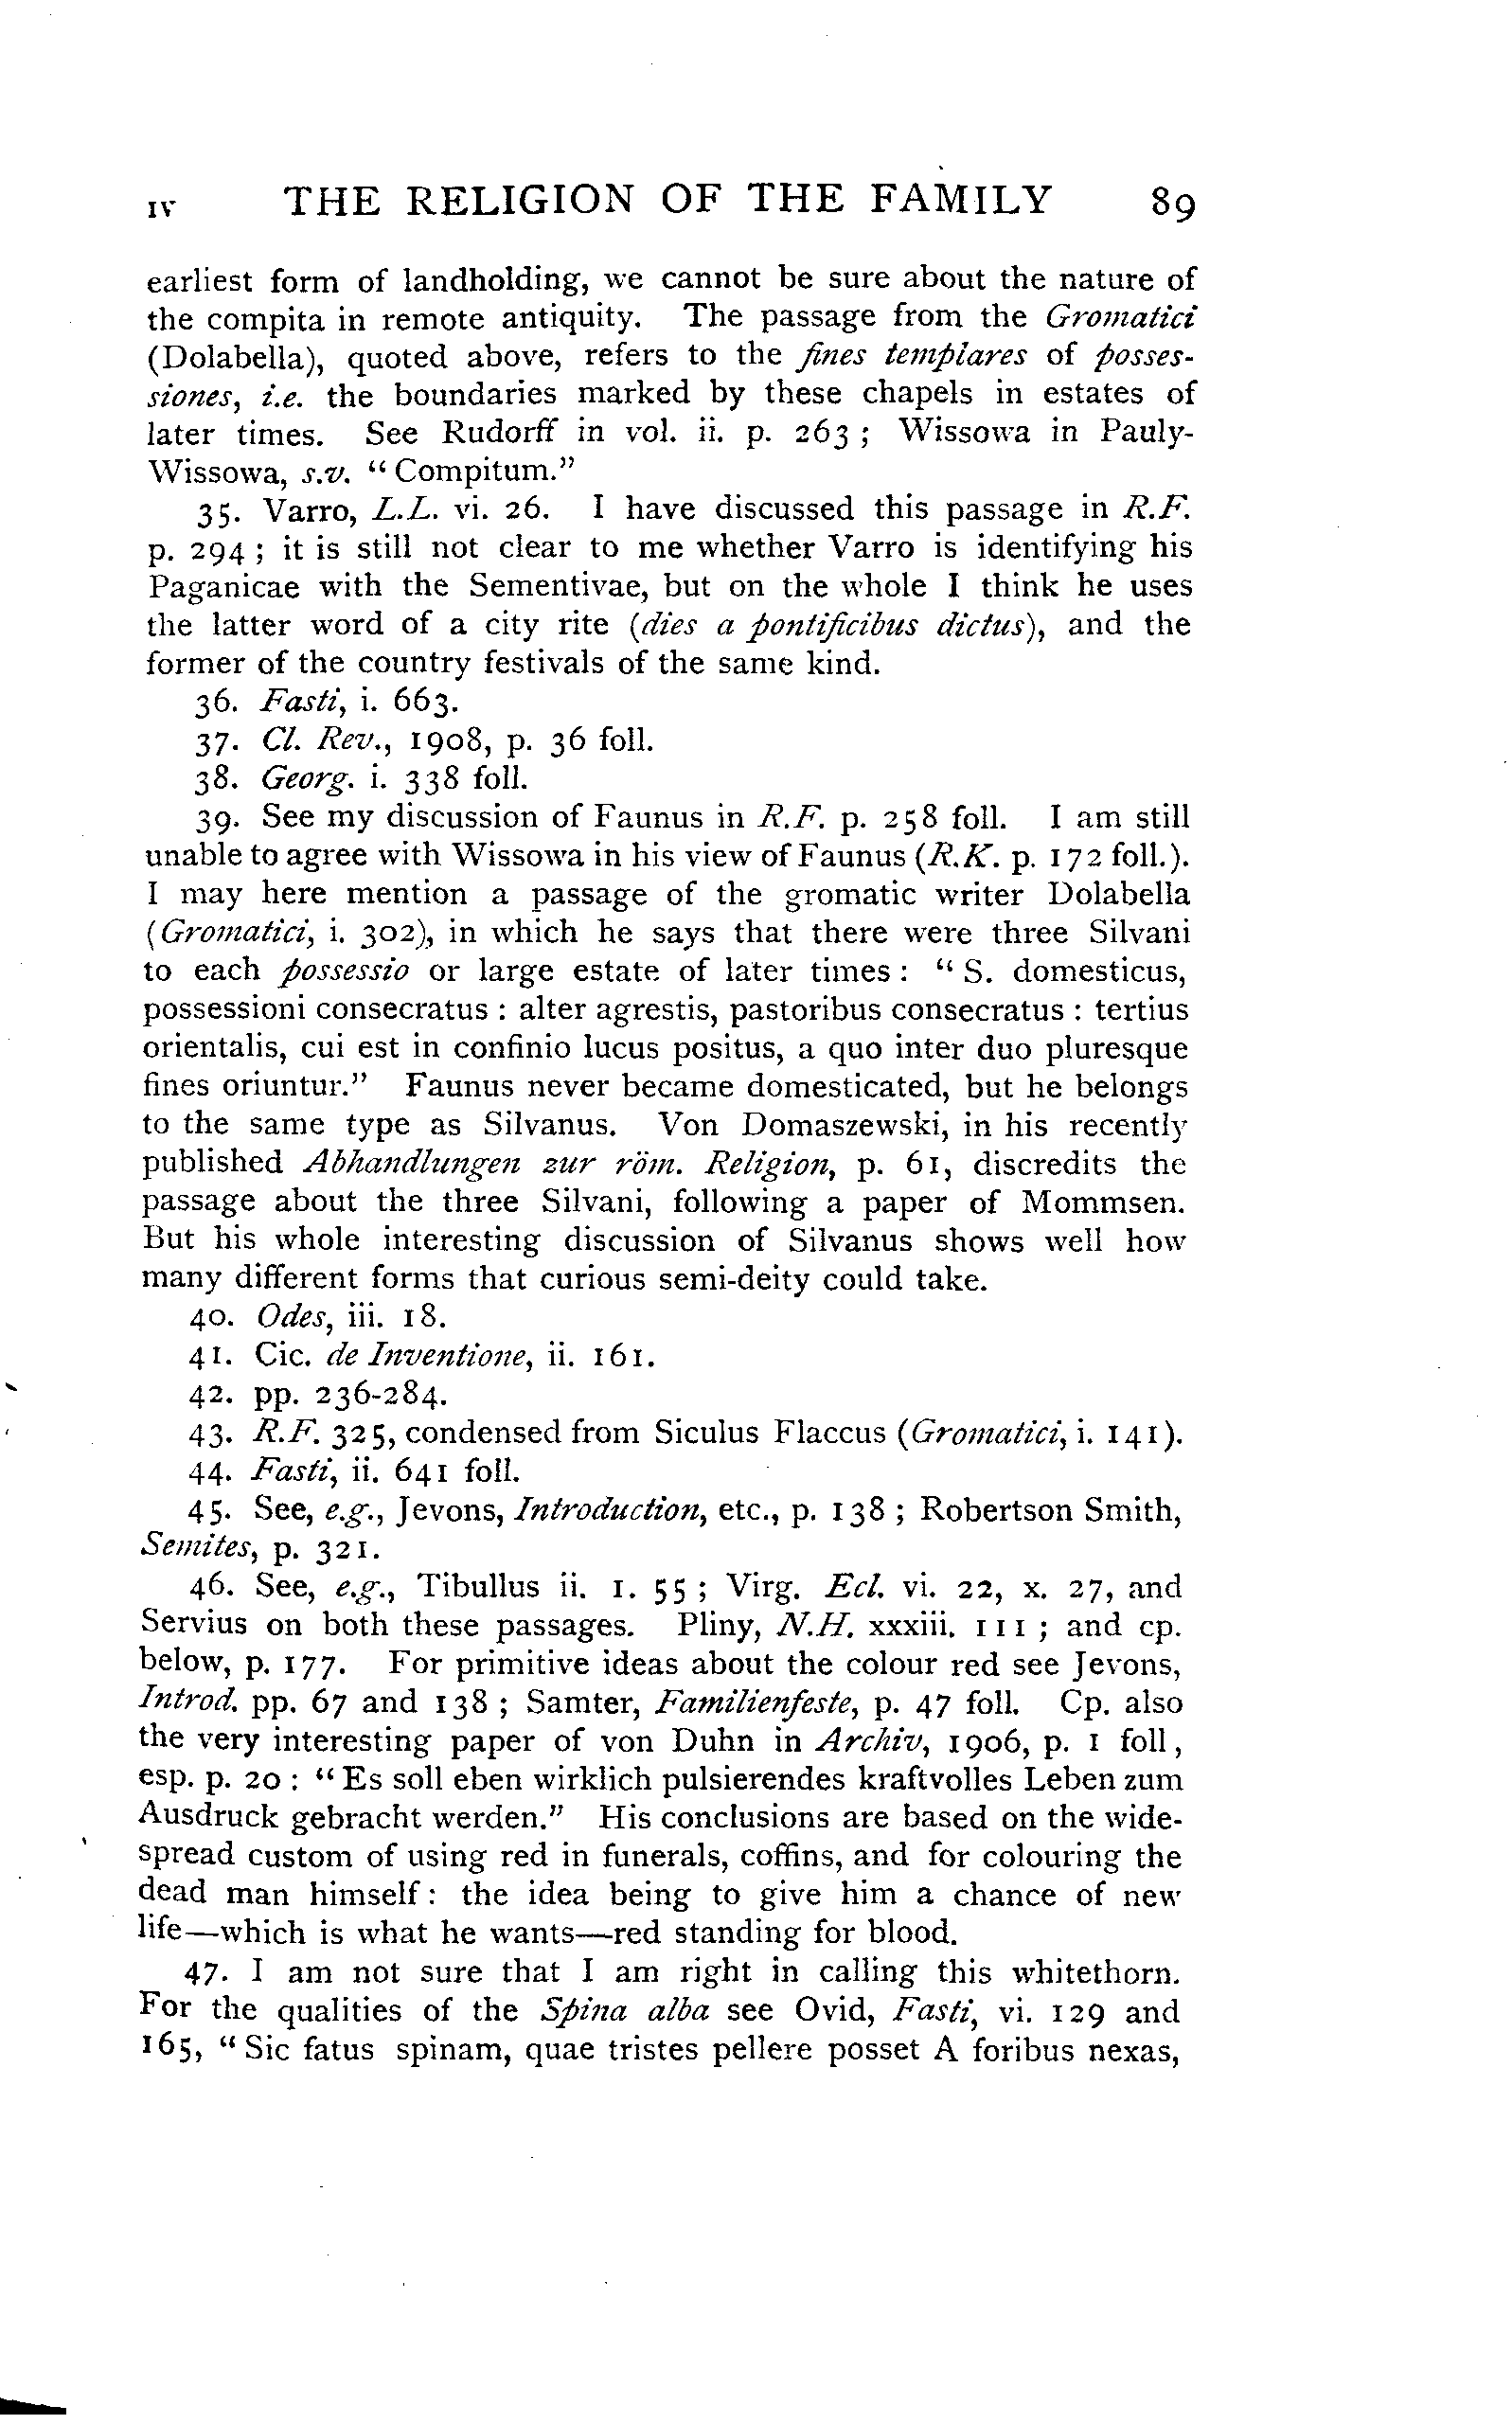 IV THE RELIGION OF THE FAMILY 89
earliest form of landholding, we cannot be sure about the nature of
the compita in remote antiquity. The passage from the Gromatici
(Dolabella), quoted above, refers to the fines templares of posses-
siones, i.e. the boundaries marked by these chapels in estates of
later times. See Rudorff in vol. ii. p. 263 ; Wissowa in Pauly-
Wissowa, s.v. “Compitum.”
35. Varro, L.L. vi. 26. I have discussed this passage in R.F.
p. 294 ; it is still not clear to me whether Varro is identifying his
Paganicae with the Sementivae, but on the whole I think he uses
the latter word of a city rite (dies a pontificibus dictus), and the
former of the country festivals of the same kind.
36. Fasti, i. 663.
37. Cl. Rev., 1908, p. 36 foll.
38. Georg. i. 338 foll.
39. See my discussion of Faunus in R.F. p. 258 foll. I am still
unable to agree with Wissowa in his view of Faunus (R.K. p. 172 foll.).
I may here mention a passage of the gromatic writer Dolabella
(Gromatici, i. 302), in which he says that there were three Silvani
to each possessio or large estate of later times : “S. domesticus,
possessioni consecratus : alter agrestis, pastoribus consecratus : tertius
orientalis, cui est in confinio lucus positus, a quo inter duo pluresque
fines oriuntur.” Faunus never became domesticated, but he belongs
to the same type as Silvanus. Von Domaszewski, in his recently
published Abhandlungen zur röm. Religion, p. 61, discredits the
passage about the three Silvani, following a paper of Mommsen.
But his whole interesting discussion of Silvanus shows well how
many different forms that curious semi-deity could take.
40. Odes, iii. 18.
41. Cic. de Inventione, ii. 161.
42. pp. 236-284.
43. R.F. 325, condensed from Siculus Flaccus (Gromatici, i. 141).
44. Fasti, ii. 641 foll.
45. See, e.g., Jevons, Introduction, etc., p. 138 ; Robertson Smith,
Semites, p. 321.
46. See, e.g., Tibullus ii. 1. 55 ; Virg. Ecl. vi. 22, x. 27, and
Servius on both these passages. Pliny, N.H. xxxiii. 111 ; and cp.
below, p. 177. For primitive ideas about the colour red see Jevons,
Introd. pp. 67 and 138 ; Samter, Familienfeste, p. 47 foll. Cp. also
the very interesting paper of von Duhn in Archiv, 1906, p. 1 foll,
esp. p. 20 : “Es soll eben wirklich pulsierendes kraftvolles Leben zum
Ausdruck gebracht werden.” His conclusions are based on the wide-
spread custom of using red in funerals, coffins, and for colouring the
dead man himself : the idea being to give him a chance of new
life—which is what he wants—red standing for blood.
47. I am not sure that I am right in calling this whitethorn.
For the qualities of the Spina alba see Ovid, Fasti, vi. 129 and
165, “Sic fatus spinam, quae tristes pellere posset A foribus nexas,